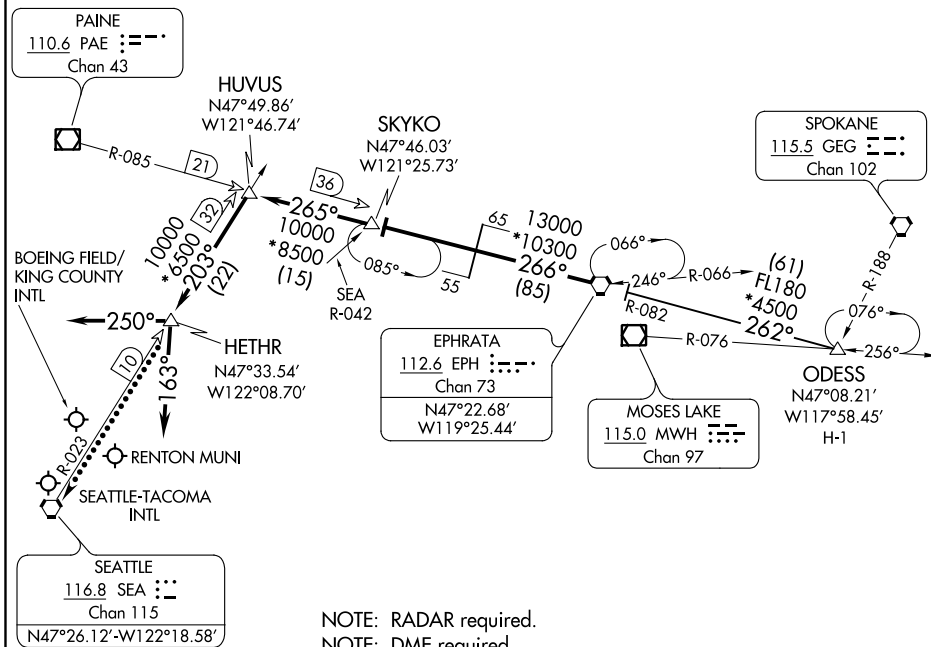 PAINE
110.6 PAE
Chan 43
HUVUS
N47°49.86′
W121°46.74′
SKYKO
N47°46.03′
W121°25.73′
SPOKANE
115.5 GEG
Chan 102
R-085
21
36
32
265°
10000
*8500
(15)
085°
SEA
R-042
65
55
13000
*10300
266°
(85)
066°
246°
R-066
R-082
(61)
FL180
*4500
262°
R-188
076°
256°
R-076
ODESS
N47°08.21′
W117°58.45′
H-1
10000
*6500
203°
(22)
BOEING FIELD/
KING COUNTY
INTL
250°
HETHR
N47°33.54′
W122°08.70′
163°
10
R-023
RENTON MUNI
SEATTLE-TACOMA
INTL
EPHRATA
112.6 EPH
Chan 73
N47°22.68′
W119°25.44′
MOSES LAKE
115.0 MWH
Chan 97
SEATTLE
116.8 SEA
Chan 115
N47°26.12′-W122°18.58′
NOTE: RADAR required.
NOTE: DME required.